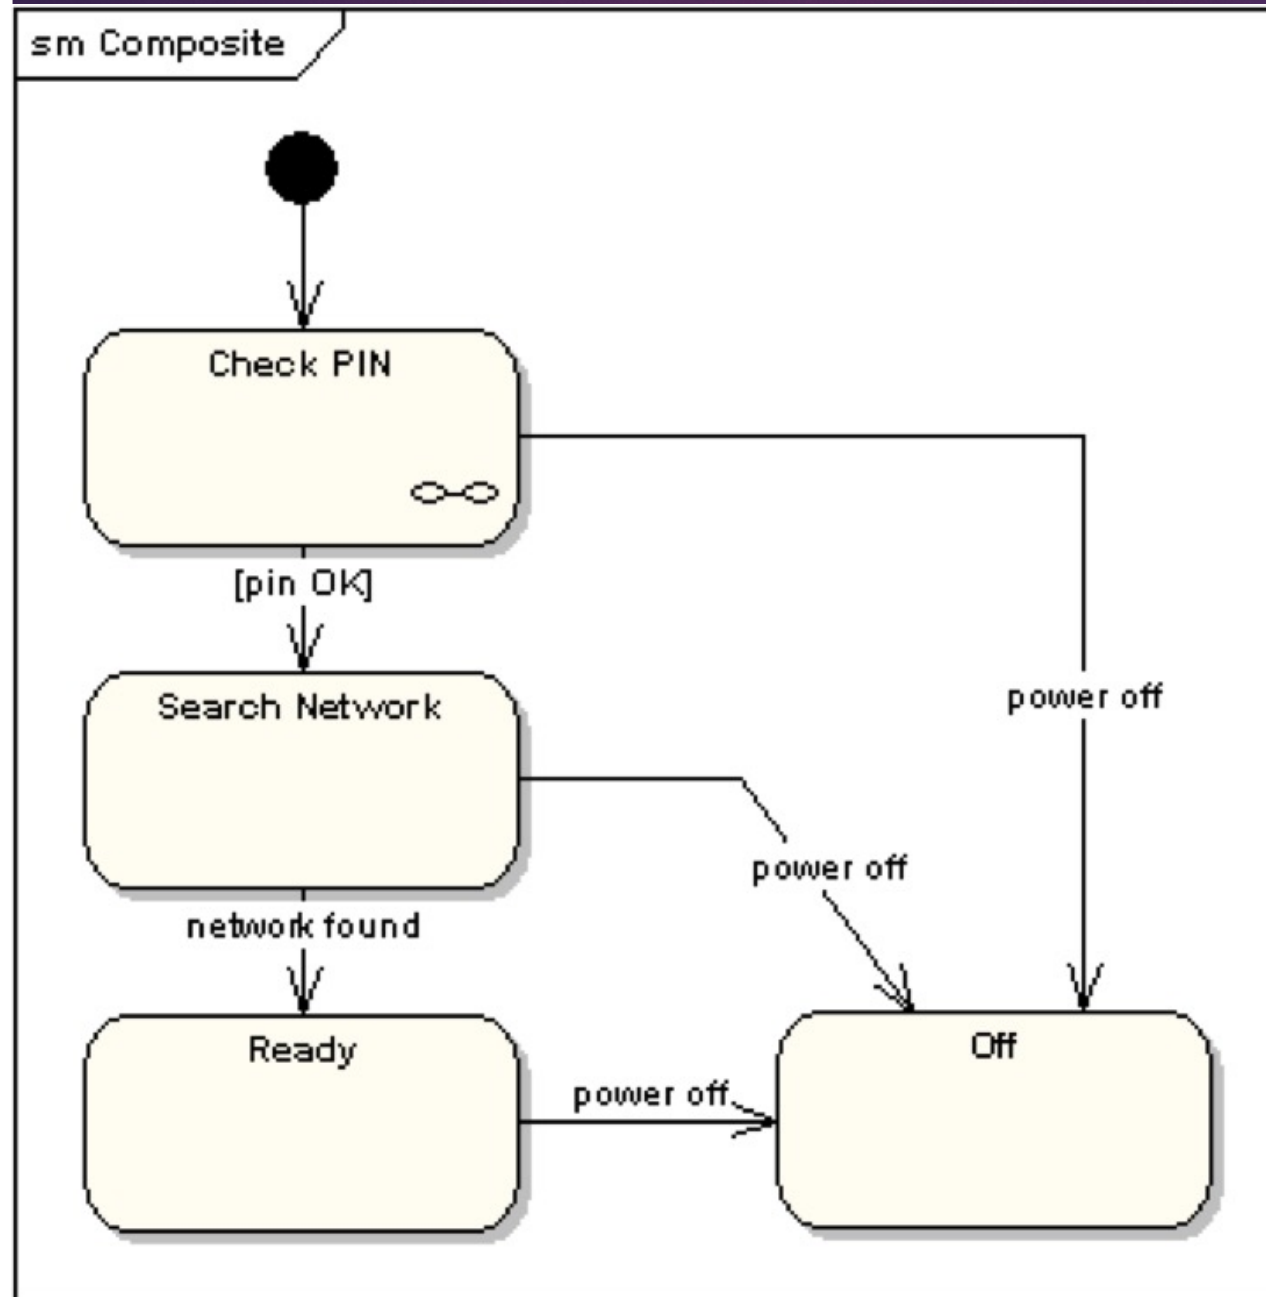 sm Composite
Check PIN
[pin OK]
Search Network
power off
power off
network found
Ready
Off
power off